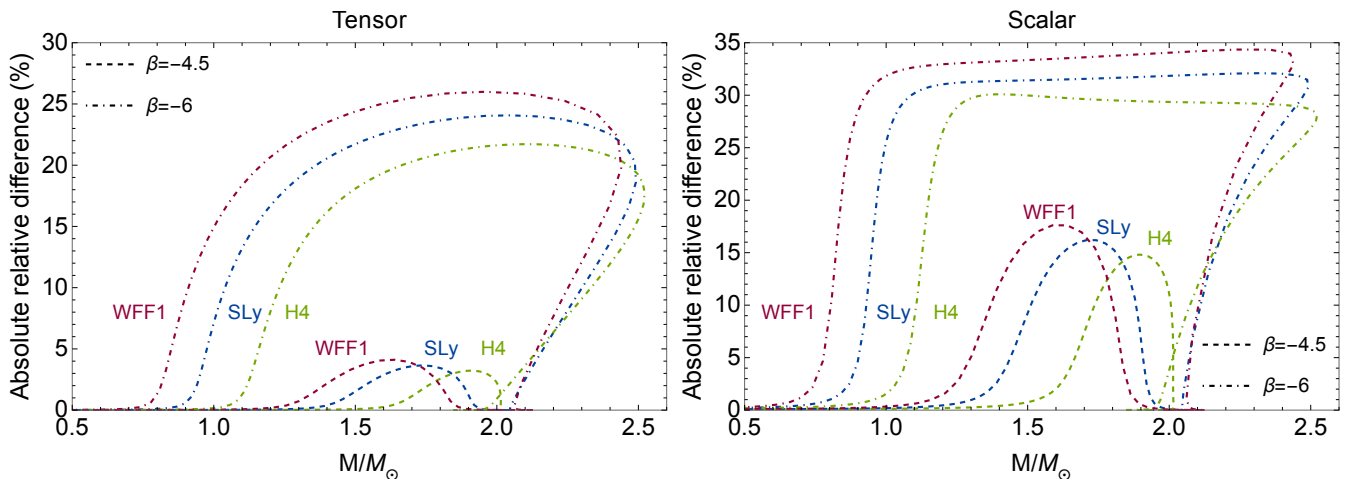 Tensor
Absolute relative difference (%)
30
25
20
15
10
5
0
β=-4.5
β=-6
WFF1
SLy
H4
WFF1
SLy
H4
0.5
1.0
1.5
2.0
2.5
M/M⊙
Scalar
Absolute relative difference (%)
35
30
25
20
15
10
5
0
WFF1
SLy
H4
WFF1
SLy
H4
β=-4.5
β=-6
0.5
1.0
1.5
2.0
2.5
M/M⊙